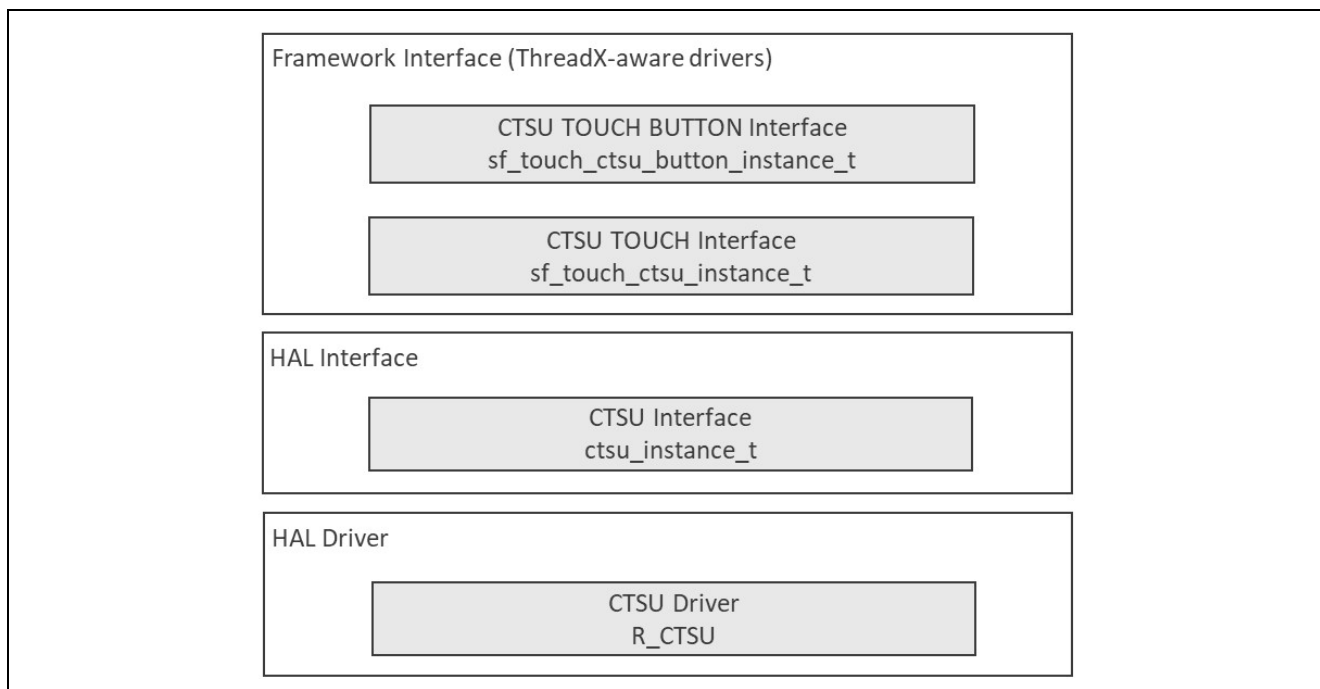 Framework Interface (ThreadX-aware drivers)
CTSU TOUCH BUTTON Interface
sf_touch_ctsu_button_instance_t
CTSU TOUCH Interface
sf_touch_ctsu_instance_t
HAL Interface
CTSU Interface
ctsu_instance_t
HAL Driver
CTSU Driver
R_CTSU